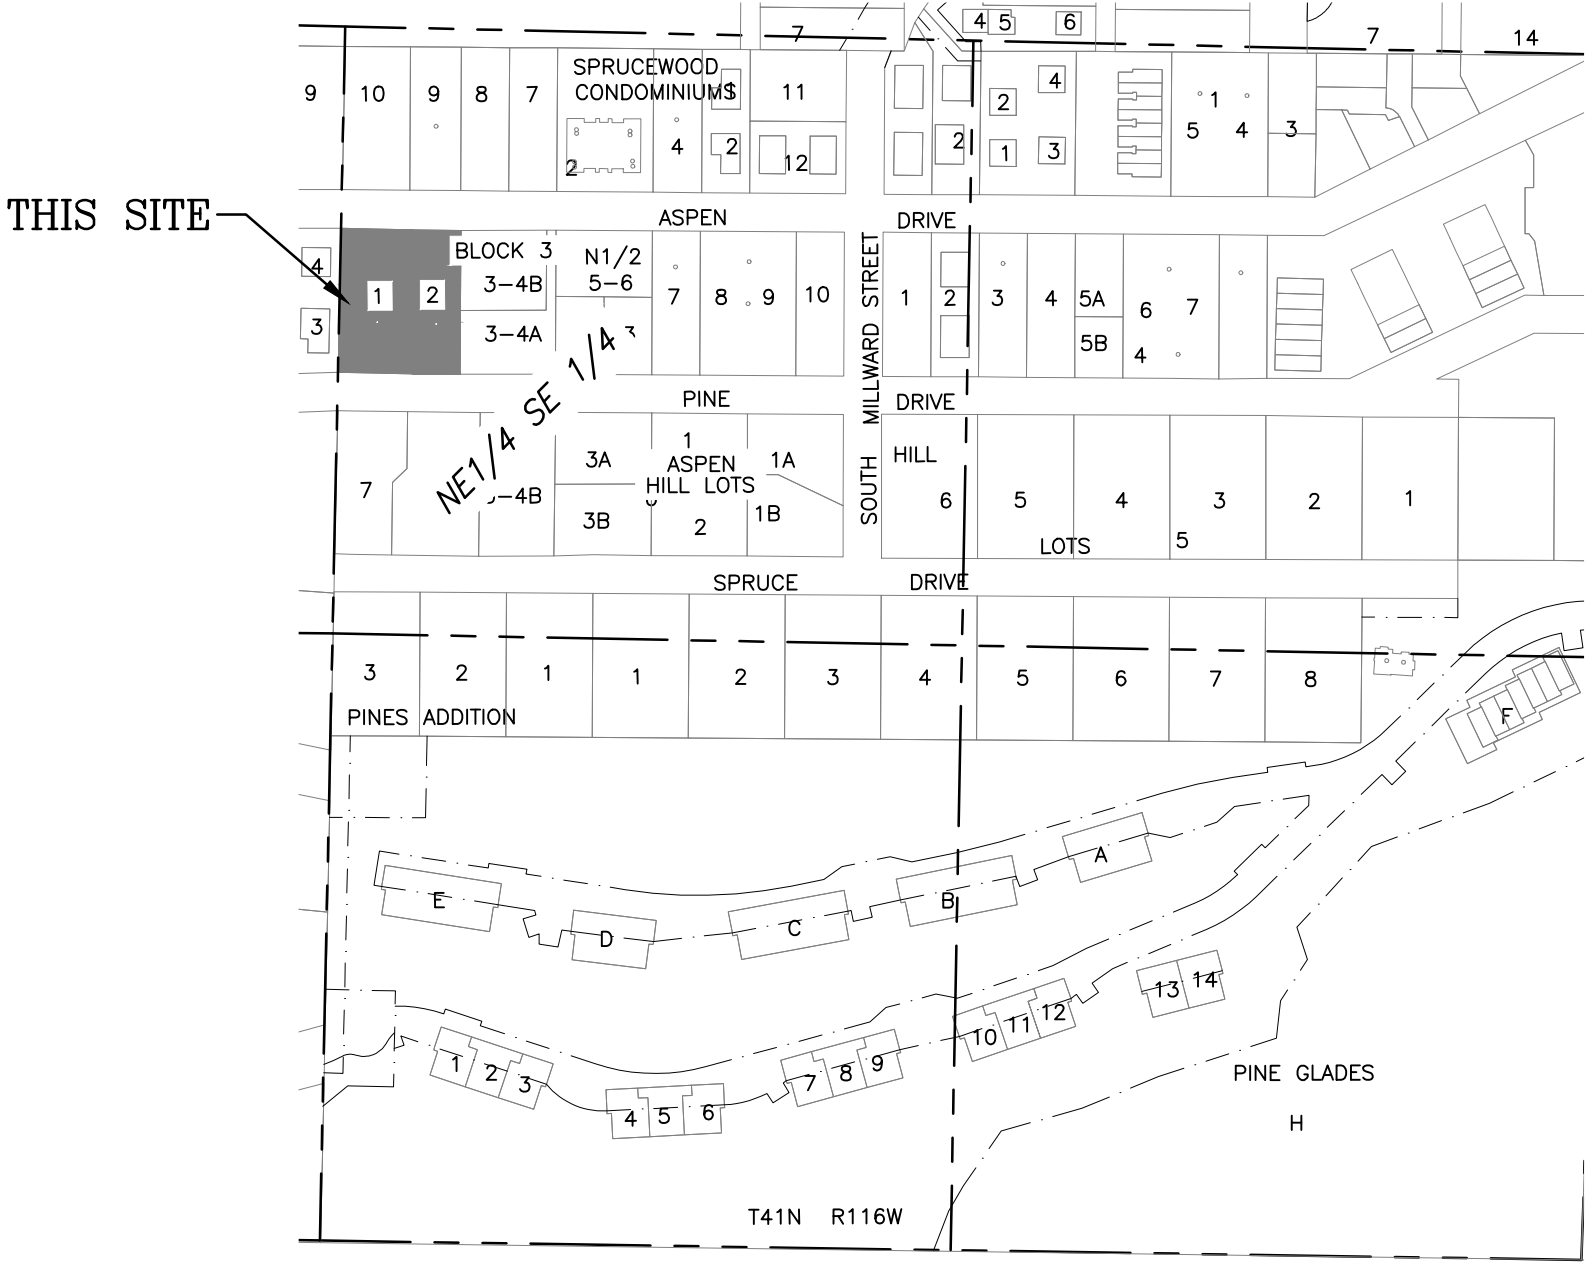 7
4 5 6
7
14
9 10 9 8 7
SPRUCEWOOD
CONDOMINIUMS
1
11
2
4
2
12
2
4
1
3
2
1
5 4
3
THIS SITE
ASPEN DRIVE
4
3
1 2
BLOCK 3
3-4B
3-4A
N1/2
5-6
3
7 8 9 10
SOUTH MILLWARD STREET
1 2 3 4
5A
5B
6 7
4
NE1/4 SE 1/4
PINE DRIVE
7
-4B
3A
3B
1
ASPEN
HILL LOTS
2
1A
1B
HILL
6 5 4 3 2 1
LOTS
5
SPRUCE DRIVE
3 2 1 1 2 3 4 5 6 7 8
PINES ADDITION
F
A
B
C
D
E
13 14
10 11 12
7 8 9
1 2 3
4 5 6
PINE GLADES
H
T41N R116W